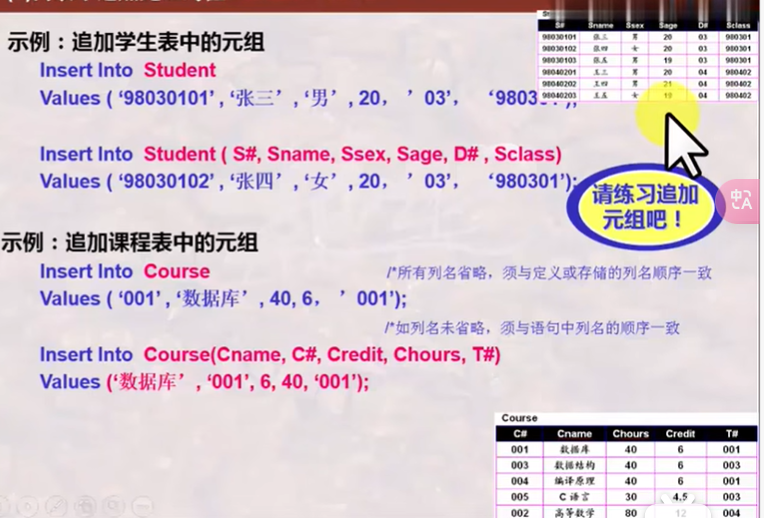 示例：追加学生表中的元组
Insert Into Student
Values ( ‘98030101’ , ‘张三’ , ‘男’ , 20, ’03’, ‘9803
Insert Into Student ( S#, Sname, Ssex, Sage, D# , Sclass)
Values ( ‘98030102’ , ‘张四’ , ‘女’ , 20, ’03’, ‘980301’);
S# Sname Ssex Sage D# Sclass
98030101 张三 男 20 03 980301
98030102 张四 女 20 03 980301
98030103 张五 男 19 03 980301
98040201 王三 男 20 04 980402
98040202 王四 男 21 04 980402
98040203 王五 女 19 04 980402
请练习追加
元组吧！
中A
示例：追加课程表中的元组
Insert Into Course /*所有列名省略，须与定义或存储的列名顺序一致
Values ( ‘001’ , ‘数据库’ , 40, 6, ’001’);
/*如列名未省略，须与语句中列名的顺序一致
Insert Into Course(Cname, C#, Credit, Chours, T#)
Values (‘数据库’ , ‘001’, 6, 40, ‘001’);
Course
C# Cname Chours Credit T#
001 数据库 40 6 001
003 数据结构 40 6 003
004 编译原理 40 6 001
005 C 语言 30 4.5 003
002 高等数学 80 12 004